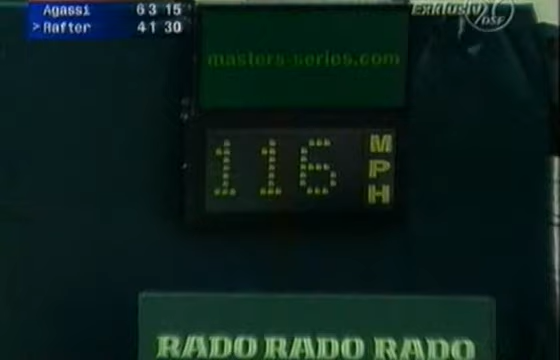 Agassi 6 3 15
> Rafter 4 1 30
Exklusiv DSF
masters-series.com
116 MPH
RADO RADO RADO